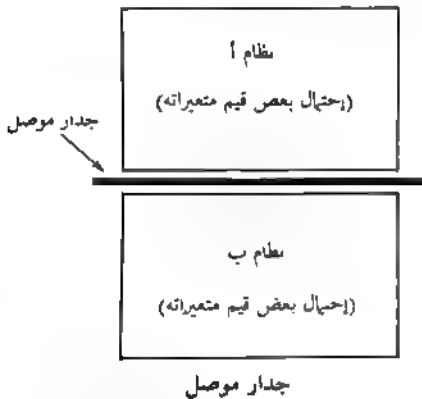 نظام أ
(إحتمال بعض قيم متغيراته)
جدار موصل
نظام ب
(إحتمال بعض قيم متغيراته)
جدار موصل